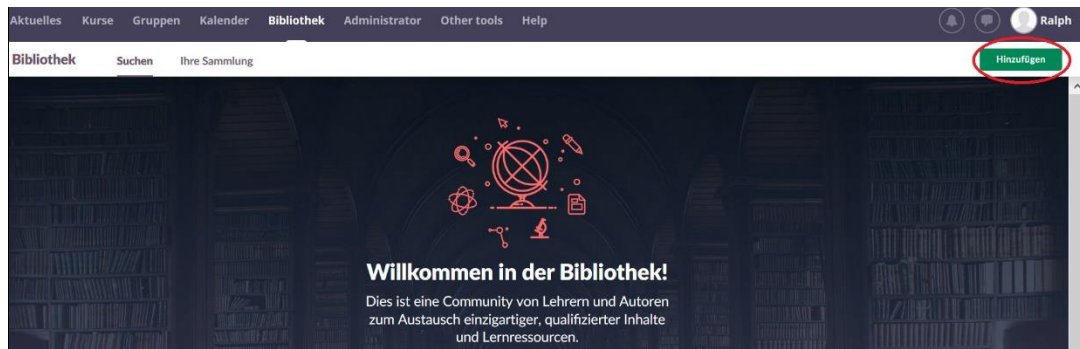 Aktuelles Kurse Gruppen Kalender Bibliothek Administrator Other tools Help Ralph
Bibliothek Suchen Ihre Sammlung Hinzufügen
Willkommen in der Bibliothek!
Dies ist eine Community von Lehrern und Autoren
zum Austausch einzigartiger, qualifizierter Inhalte
und Lernressourcen.